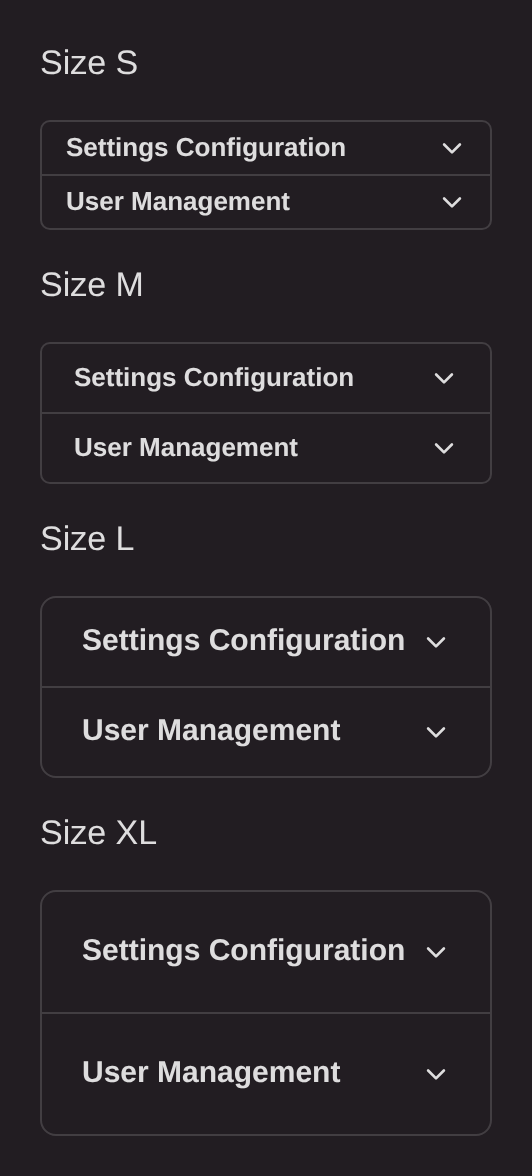 Size S
Settings Configuration
User Management
Size M
Settings Configuration
User Management
Size L
Settings Configuration
User Management
Size XL
Settings Configuration
User Management